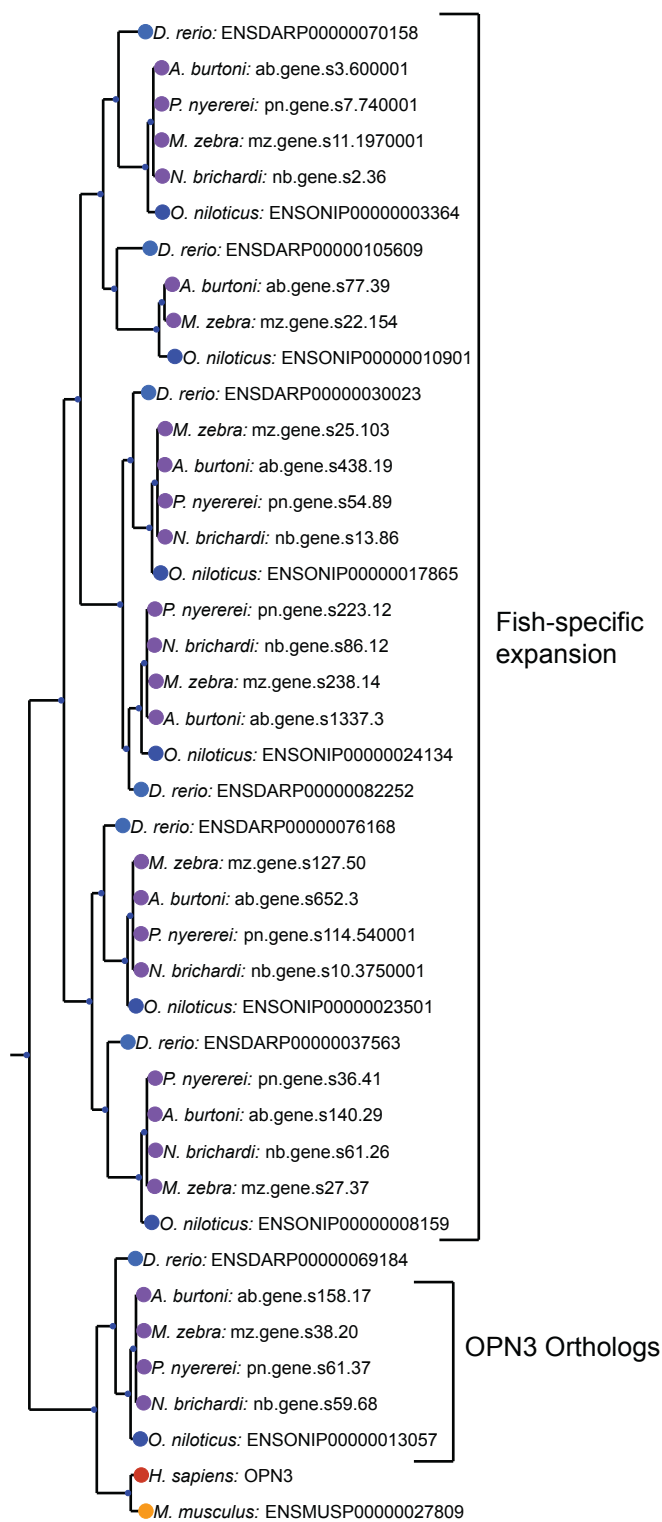 D. rerio: ENSDARP00000070158
A. burtoni: ab.gene.s3.600001
P. nyererei: pn.gene.s7.740001
M. zebra: mz.gene.s11.1970001
N. brichardi: nb.gene.s2.36
O. niloticus: ENSONIP00000003364
D. rerio: ENSDARP00000105609
A. burtoni: ab.gene.s77.39
M. zebra: mz.gene.s22.154
O. niloticus: ENSONIP00000010901
D. rerio: ENSDARP00000030023
M. zebra: mz.gene.s25.103
A. burtoni: ab.gene.s438.19
P. nyererei: pn.gene.s54.89
N. brichardi: nb.gene.s13.86
O. niloticus: ENSONIP00000017865
P. nyererei: pn.gene.s223.12
N. brichardi: nb.gene.s86.12
M. zebra: mz.gene.s238.14
A. burtoni: ab.gene.s1337.3
O. niloticus: ENSONIP00000024134
D. rerio: ENSDARP00000082252
D. rerio: ENSDARP00000076168
M. zebra: mz.gene.s127.50
A. burtoni: ab.gene.s652.3
P. nyererei: pn.gene.s114.540001
N. brichardi: nb.gene.s10.3750001
O. niloticus: ENSONIP00000023501
D. rerio: ENSDARP00000037563
P. nyererei: pn.gene.s36.41
A. burtoni: ab.gene.s140.29
N. brichardi: nb.gene.s61.26
M. zebra: mz.gene.s27.37
O. niloticus: ENSONIP00000008159
Fish-specific
expansion
D. rerio: ENSDARP00000069184
A. burtoni: ab.gene.s158.17
M. zebra: mz.gene.s38.20
P. nyererei: pn.gene.s61.37
N. brichardi: nb.gene.s59.68
O. niloticus: ENSONIP00000013057
OPN3 Orthologs
H. sapiens: OPN3
M. musculus: ENSMUSP00000027809